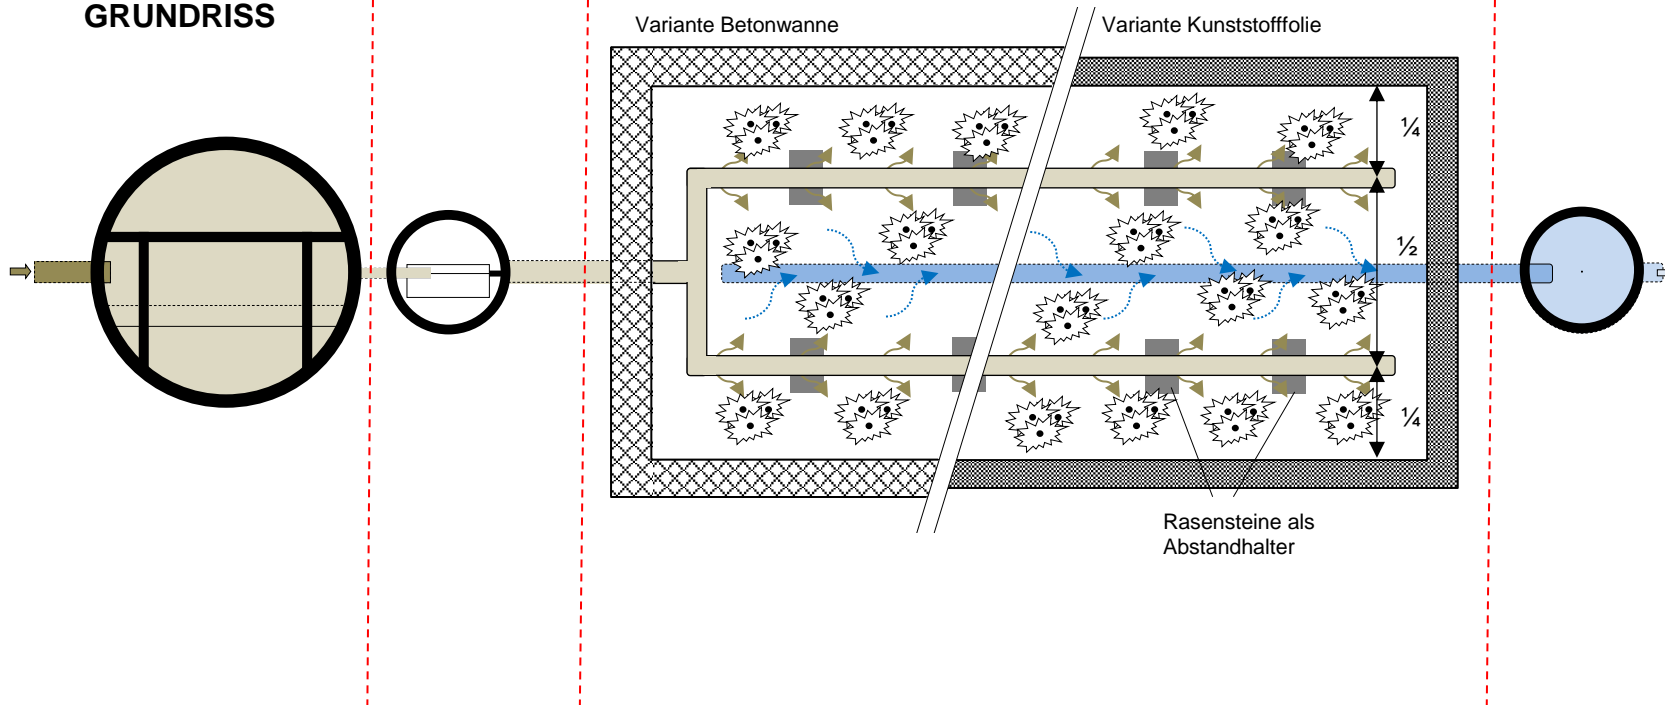 GRUNDRISS
Variante Betonwanne
Variante Kunststofffolie
¼
½
¼
Rasensteine als
Abstandhalter